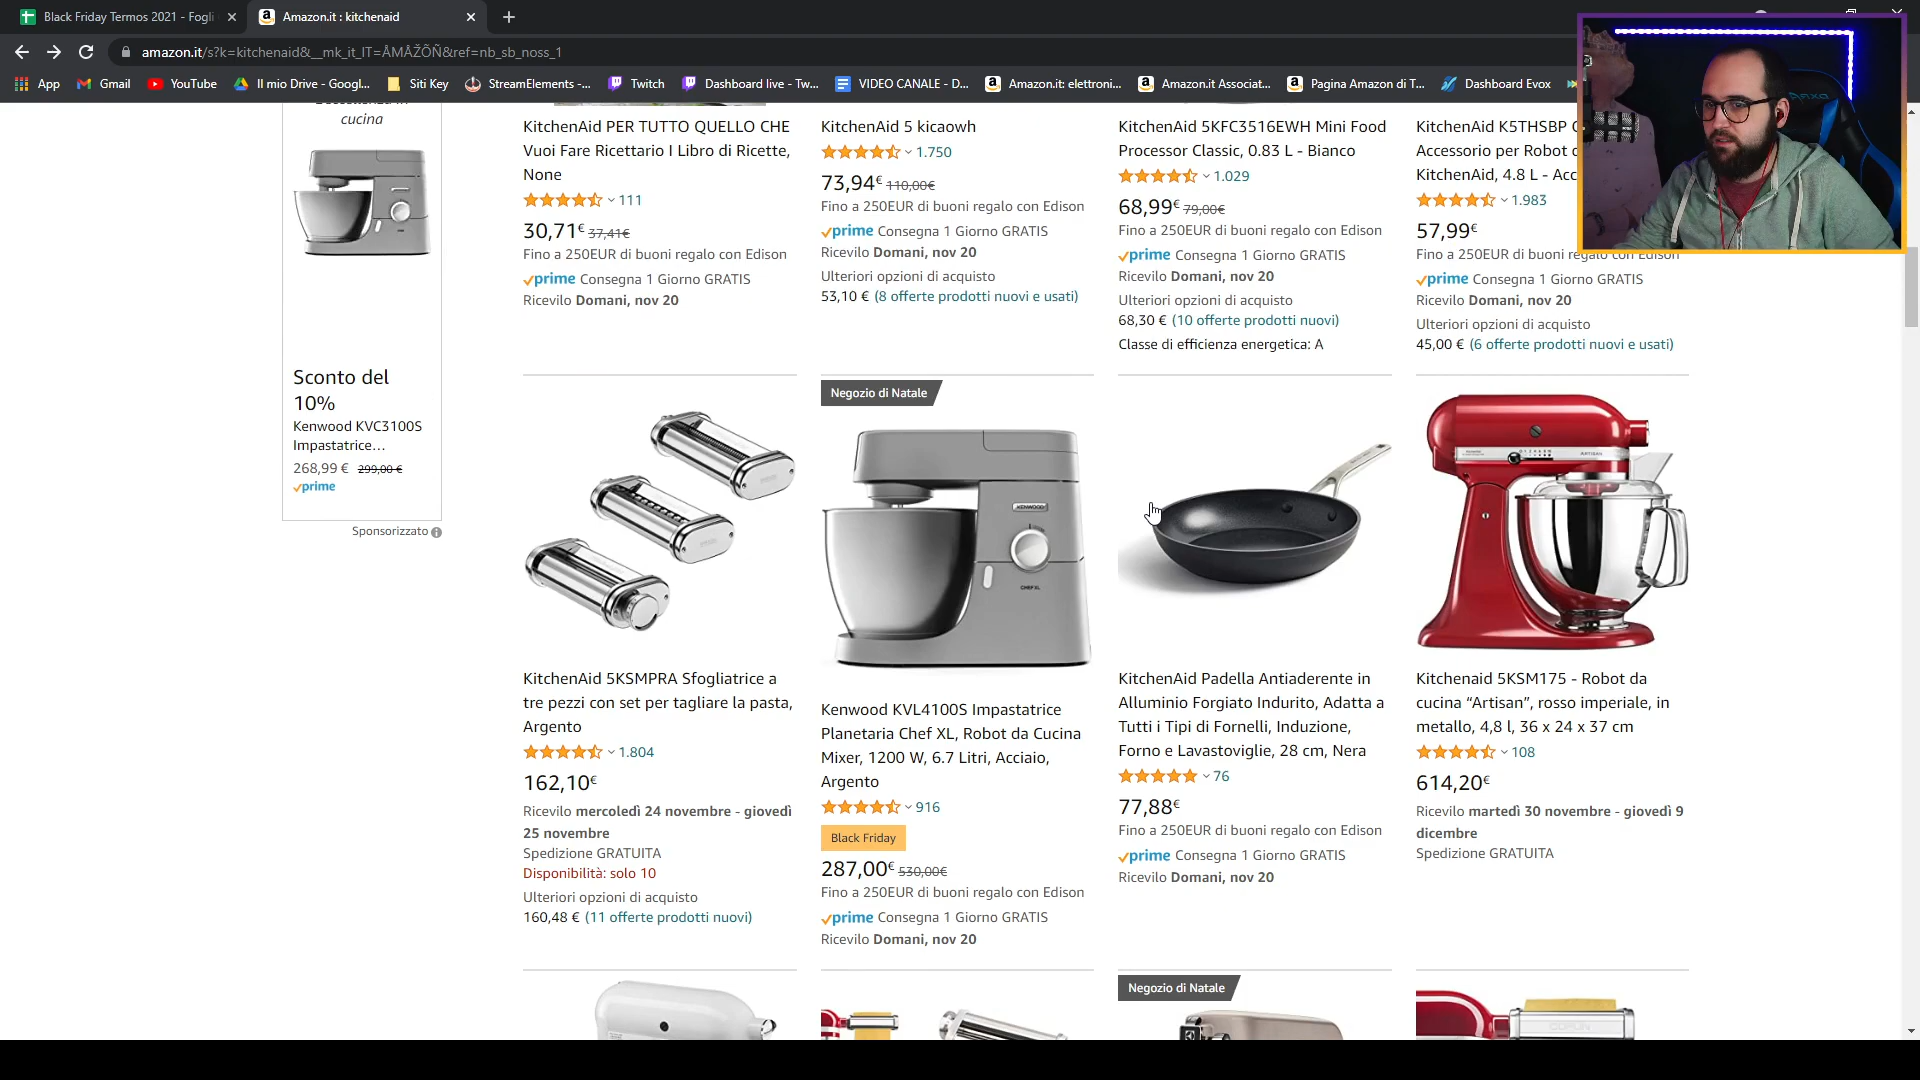 Black Friday Termos 2021 - Fogli
Amazon.it : kitchenaid
amazon.it/s?k=kitchenaid&__mk_it_IT=ÅMÅŽÕÑ&ref=nb_sb_noss_1
App
Gmail
YouTube
Il mio Drive - Googl...
Siti Key
StreamElements -...
Twitch
Dashboard live - Tw...
VIDEO CANALE - D...
Amazon.it: elettroni...
Amazon.it Associat...
Pagina Amazon di T...
Dashboard Evox
cucina
Sconto del
10%
Kenwood KVC3100S
Impastatrice...
268,99 € 299,00 €
prime
Sponsorizzato
KitchenAid PER TUTTO QUELLO CHE
Vuoi Fare Ricettario I Libro di Ricette,
None
111
30,71€ 37,41€
Fino a 250EUR di buoni regalo con Edison
prime Consegna 1 Giorno GRATIS
Ricevilo Domani, nov 20
KitchenAid 5 kicaowh
1.750
73,94€ 110,00€
Fino a 250EUR di buoni regalo con Edison
prime Consegna 1 Giorno GRATIS
Ricevilo Domani, nov 20
Ulteriori opzioni di acquisto
53,10 € (8 offerte prodotti nuovi e usati)
KitchenAid 5KFC3516EWH Mini Food
Processor Classic, 0.83 L - Bianco
1.029
68,99€ 79,00€
Fino a 250EUR di buoni regalo con Edison
prime Consegna 1 Giorno GRATIS
Ricevilo Domani, nov 20
Ulteriori opzioni di acquisto
68,30 € (10 offerte prodotti nuovi)
Classe di efficienza energetica: A
KitchenAid K5THSBP
Accessorio per Robot
KitchenAid, 4.8 L - Acc
1.983
57,99€
Fino a 250EUR di buoni regalo con Edison
prime Consegna 1 Giorno GRATIS
Ricevilo Domani, nov 20
Ulteriori opzioni di acquisto
45,00 € (6 offerte prodotti nuovi e usati)
KitchenAid 5KSMPRA Sfogliatrice a
tre pezzi con set per tagliare la pasta,
Argento
1.804
162,10€
Ricevilo mercoledì 24 novembre - giovedì
25 novembre
Spedizione GRATUITA
Disponibilità: solo 10
Ulteriori opzioni di acquisto
160,48 € (11 offerte prodotti nuovi)
Negozio di Natale
KENWOOD
CHEF XL
Kenwood KVL4100S Impastatrice
Planetaria Chef XL, Robot da Cucina
Mixer, 1200 W, 6.7 Litri, Acciaio,
Argento
916
Black Friday
287,00€ 530,00€
Fino a 250EUR di buoni regalo con Edison
prime Consegna 1 Giorno GRATIS
Ricevilo Domani, nov 20
KitchenAid Padella Antiaderente in
Alluminio Forgiato Indurito, Adatta a
Tutti i Tipi di Fornelli, Induzione,
Forno e Lavastoviglie, 28 cm, Nera
76
77,88€
Fino a 250EUR di buoni regalo con Edison
prime Consegna 1 Giorno GRATIS
Ricevilo Domani, nov 20
ARTISAN
Kitchenaid 5KSM175 - Robot da
cucina “Artisan”, rosso imperiale, in
metallo, 4,8 l, 36 x 24 x 37 cm
108
614,20€
Ricevilo martedì 30 novembre - giovedì 9
dicembre
Spedizione GRATUITA
Negozio di Natale